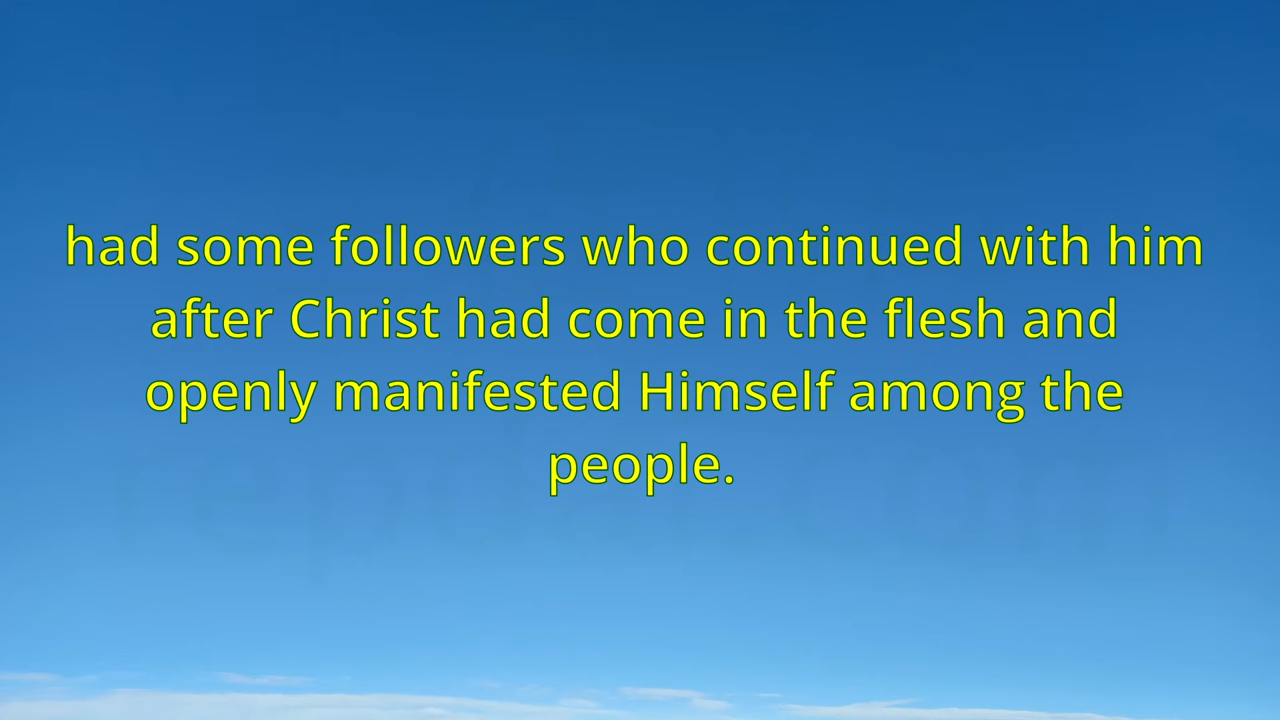 had some followers who continued with him
after Christ had come in the flesh and
openly manifested Himself among the
people.